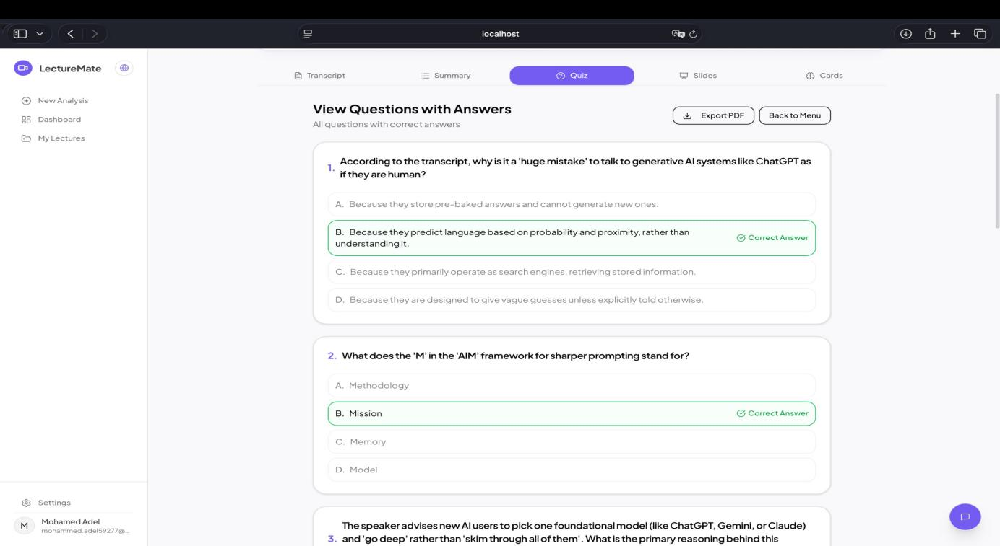 localhost
LectureMate
New Analysis
Dashboard
My Lectures
Settings
M
Mohamed Adel
mohammed.adel59277@...
Transcript
Summary
Quiz
Slides
Cards
View Questions with Answers
All questions with correct answers
Export PDF
Back to Menu
1. According to the transcript, why is it a 'huge mistake' to talk to generative AI systems like ChatGPT as
if they are human?
A. Because they store pre-baked answers and cannot generate new ones.
B. Because they predict language based on probability and proximity, rather than
understanding it.
Correct Answer
C. Because they primarily operate as search engines, retrieving stored information.
D. Because they are designed to give vague guesses unless explicitly told otherwise.
2. What does the 'M' in the 'AIM' framework for sharper prompting stand for?
A. Methodology
B. Mission
Correct Answer
C. Memory
D. Model
3. The speaker advises new AI users to pick one foundational model (like ChatGPT, Gemini, or Claude)
and 'go deep' rather than 'skim through all of them'. What is the primary reasoning behind this